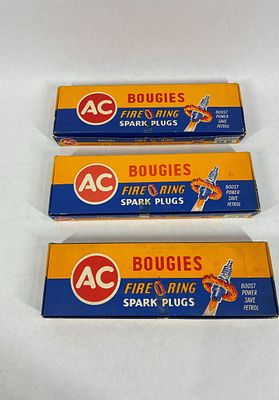 AC
BOUGIES
FIRE RING
SPARK PLUGS
BOOST
POWER
SAVE
PETROL
AC
BOUGIES
FIRE RING
SPARK PLUGS
BOOST
POWER
SAVE
PETROL
AC
BOUGIES
FIRE RING
SPARK PLUGS
BOOST
POWER
SAVE
PETROL